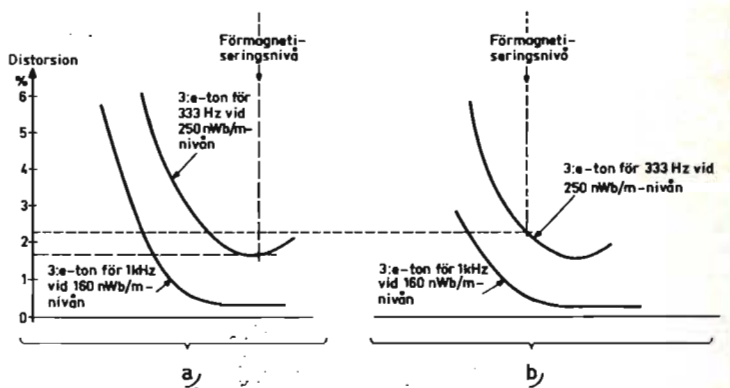 Distorsion
%
6
5
4
3
2
1
0
Förmagneti-
seringsnivå
3:e-ton för
333 Hz vid
250 nWb/m-
nivån
3:e-ton för 1kHz
vid 160 nWb/m-
nivån
a)
Förmagneti-
seringsnivå
3:e-ton för 333 Hz vid
250 nWb/m-nivån
3:e-ton för 1kHz
vid 160 nWb/m-
nivån
b)